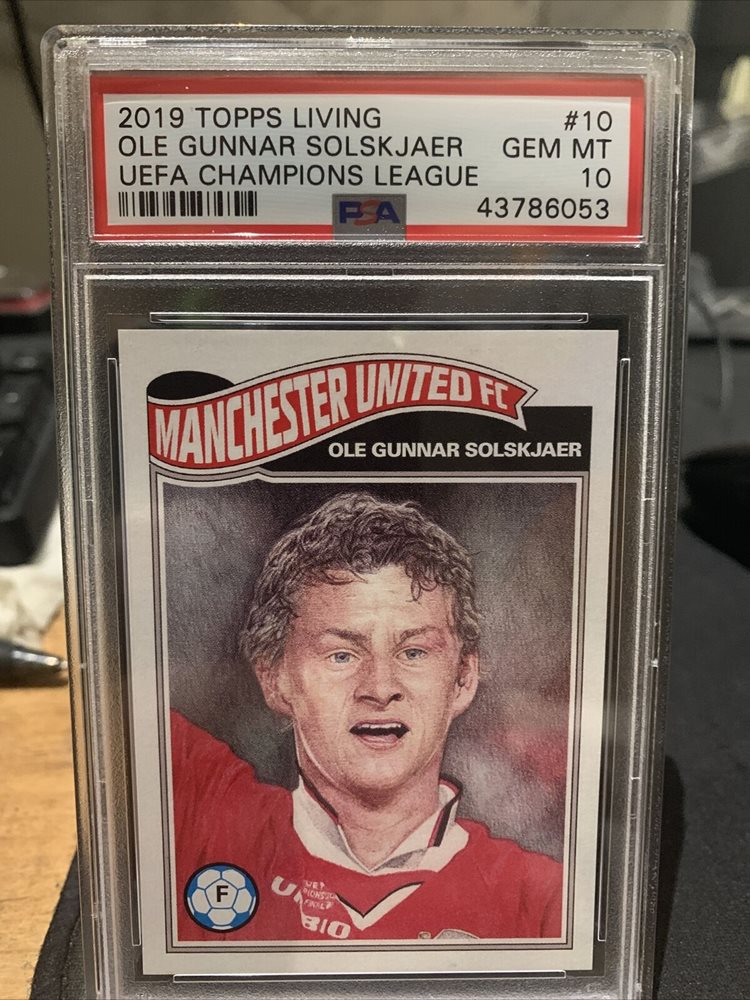 2019 TOPPS LIVING #10
OLE GUNNAR SOLSKJAER GEM MT
UEFA CHAMPIONS LEAGUE 10
PSA 43786053
MANCHESTER UNITED FC
OLE GUNNAR SOLSKJAER
F